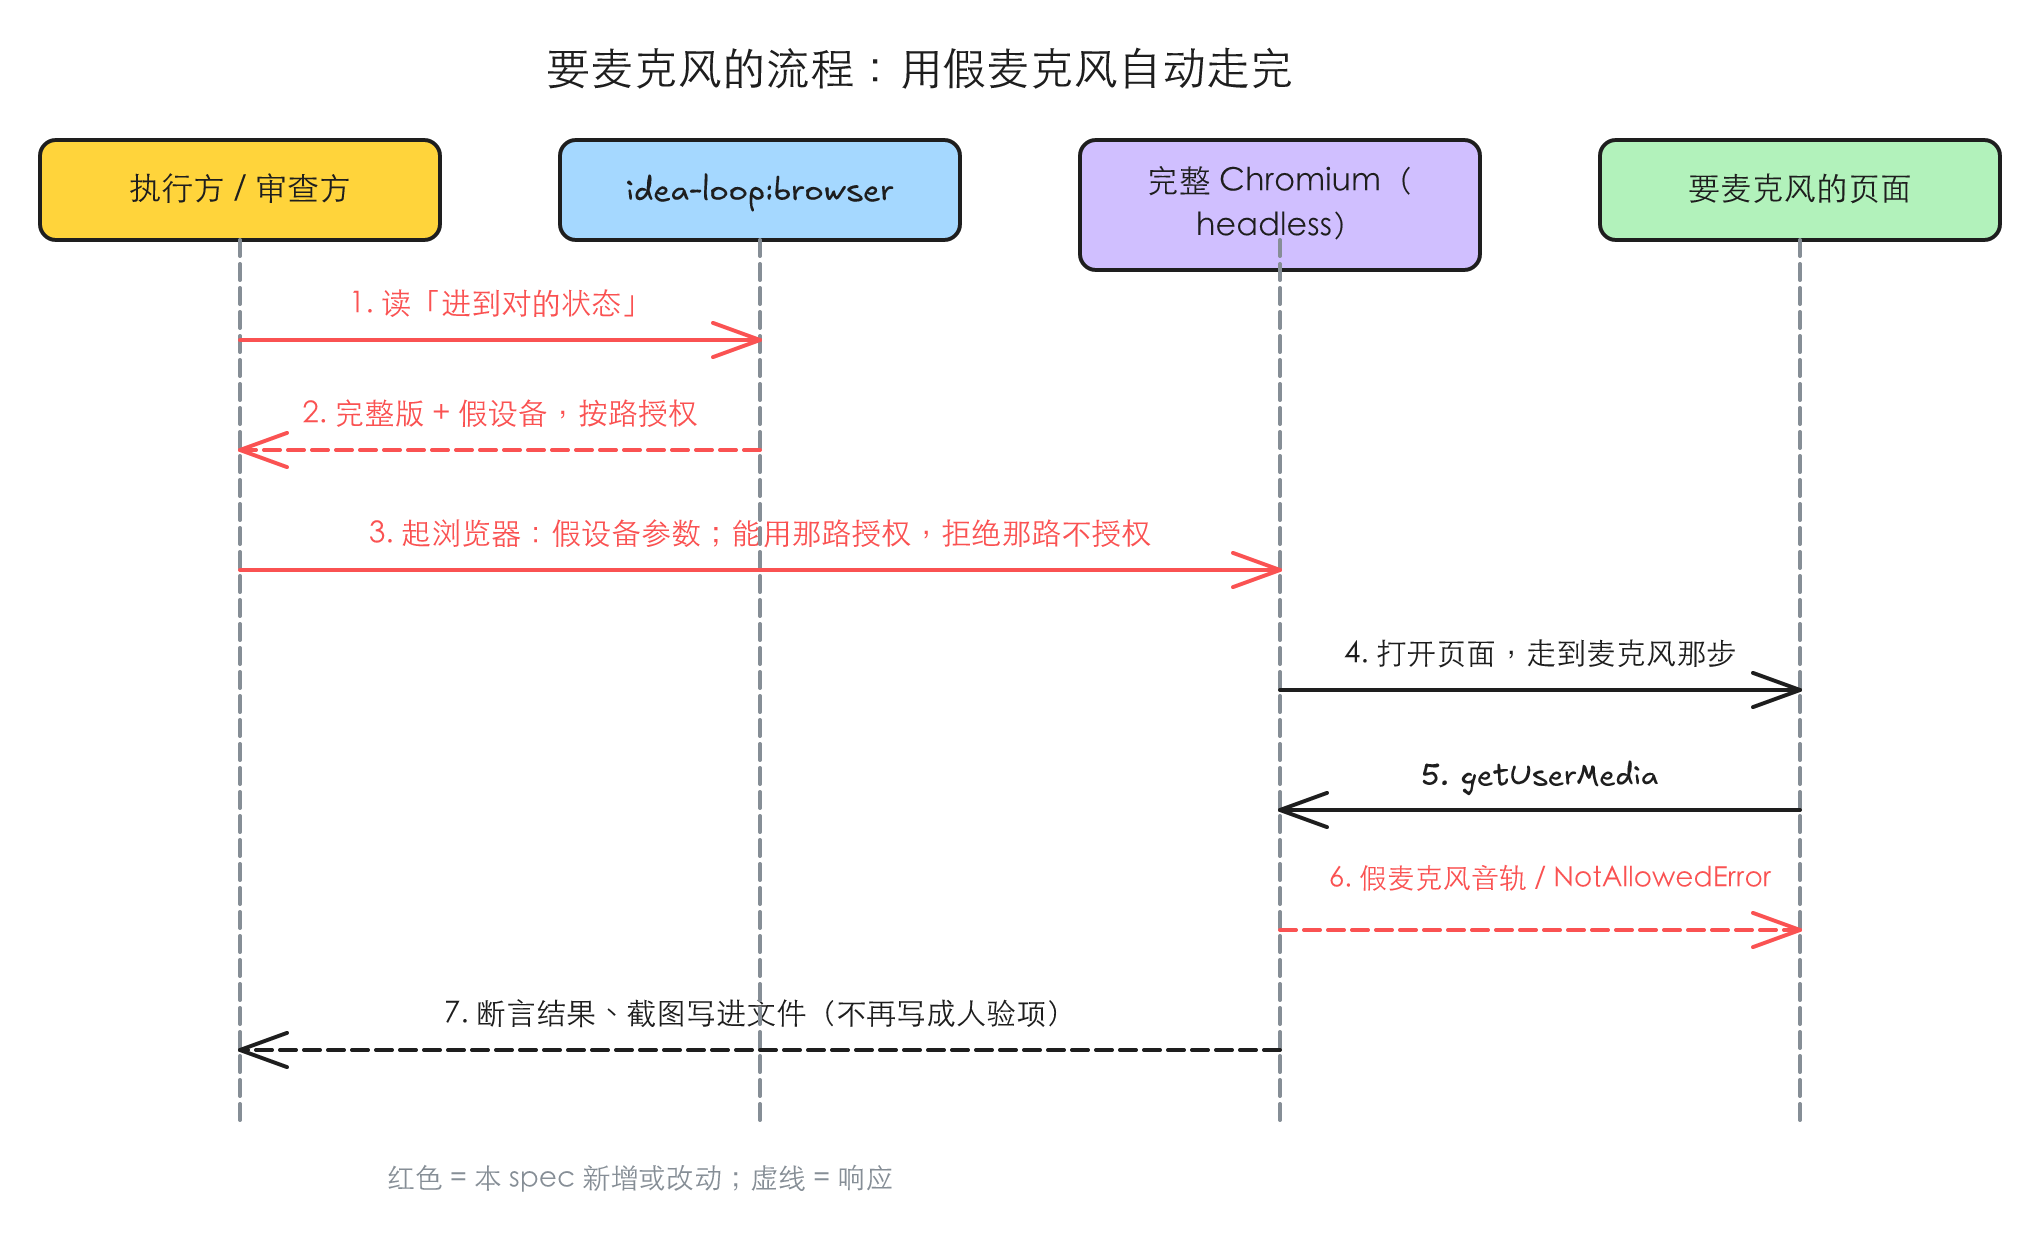 要麦克风的流程：用假麦克风自动走完
执行方 / 审查方
idea-loop:browser
完整 Chromium（
headless）
要麦克风的页面
1. 读「进到对的状态」
2. 完整版 + 假设备，按路授权
3. 起浏览器：假设备参数；能用那路授权，拒绝那路不授权
4. 打开页面，走到麦克风那步
5. getUserMedia
6. 假麦克风音轨 / NotAllowedError
7. 断言结果、截图写进文件（不再写成人验项）
红色 = 本 spec 新增或改动；虚线 = 响应